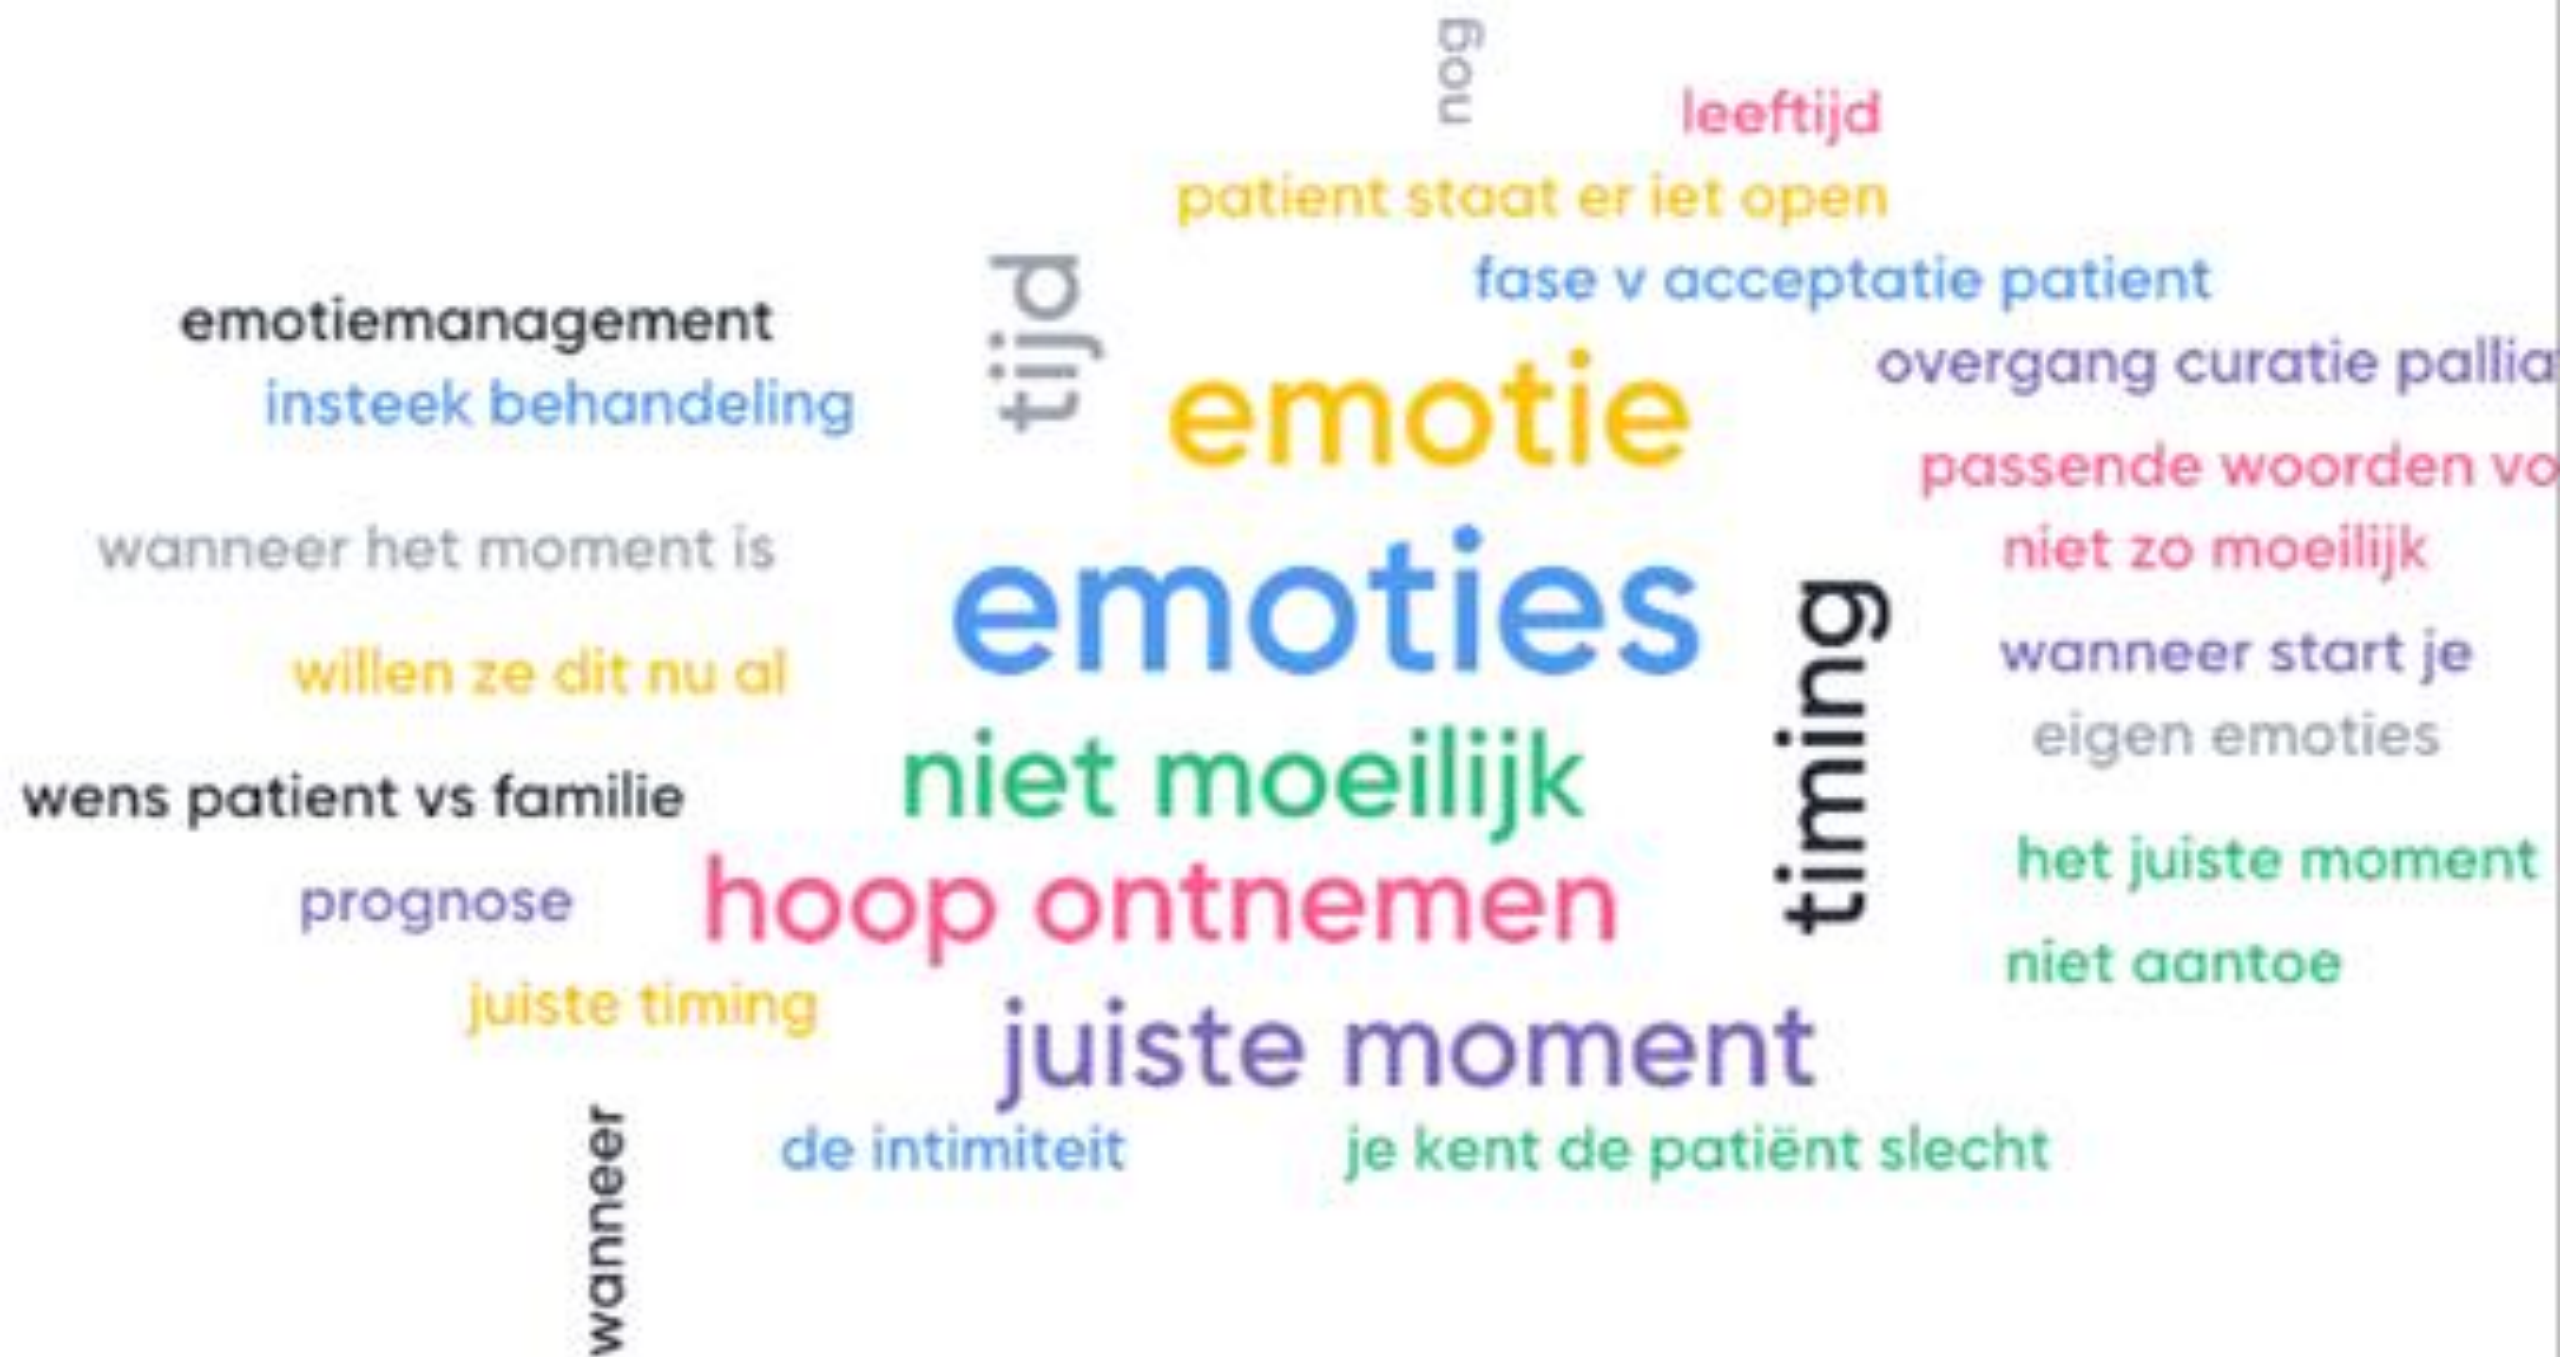 nog
leeftijd
patient staat er iet open
tijd
fase v acceptatie patient
emotiemanagement
overgang curatie pallia
insteek behandeling
emotie
passende woorden vo
wanneer het moment is
niet zo moeilijk
emoties
timing
willen ze dit nu al
wanneer start je
eigen emoties
niet moeilijk
wens patient vs familie
het juiste moment
prognose
hoop ontnemen
niet aantoe
juiste timing
juiste moment
wanneer
de intimiteit
je kent de patiënt slecht